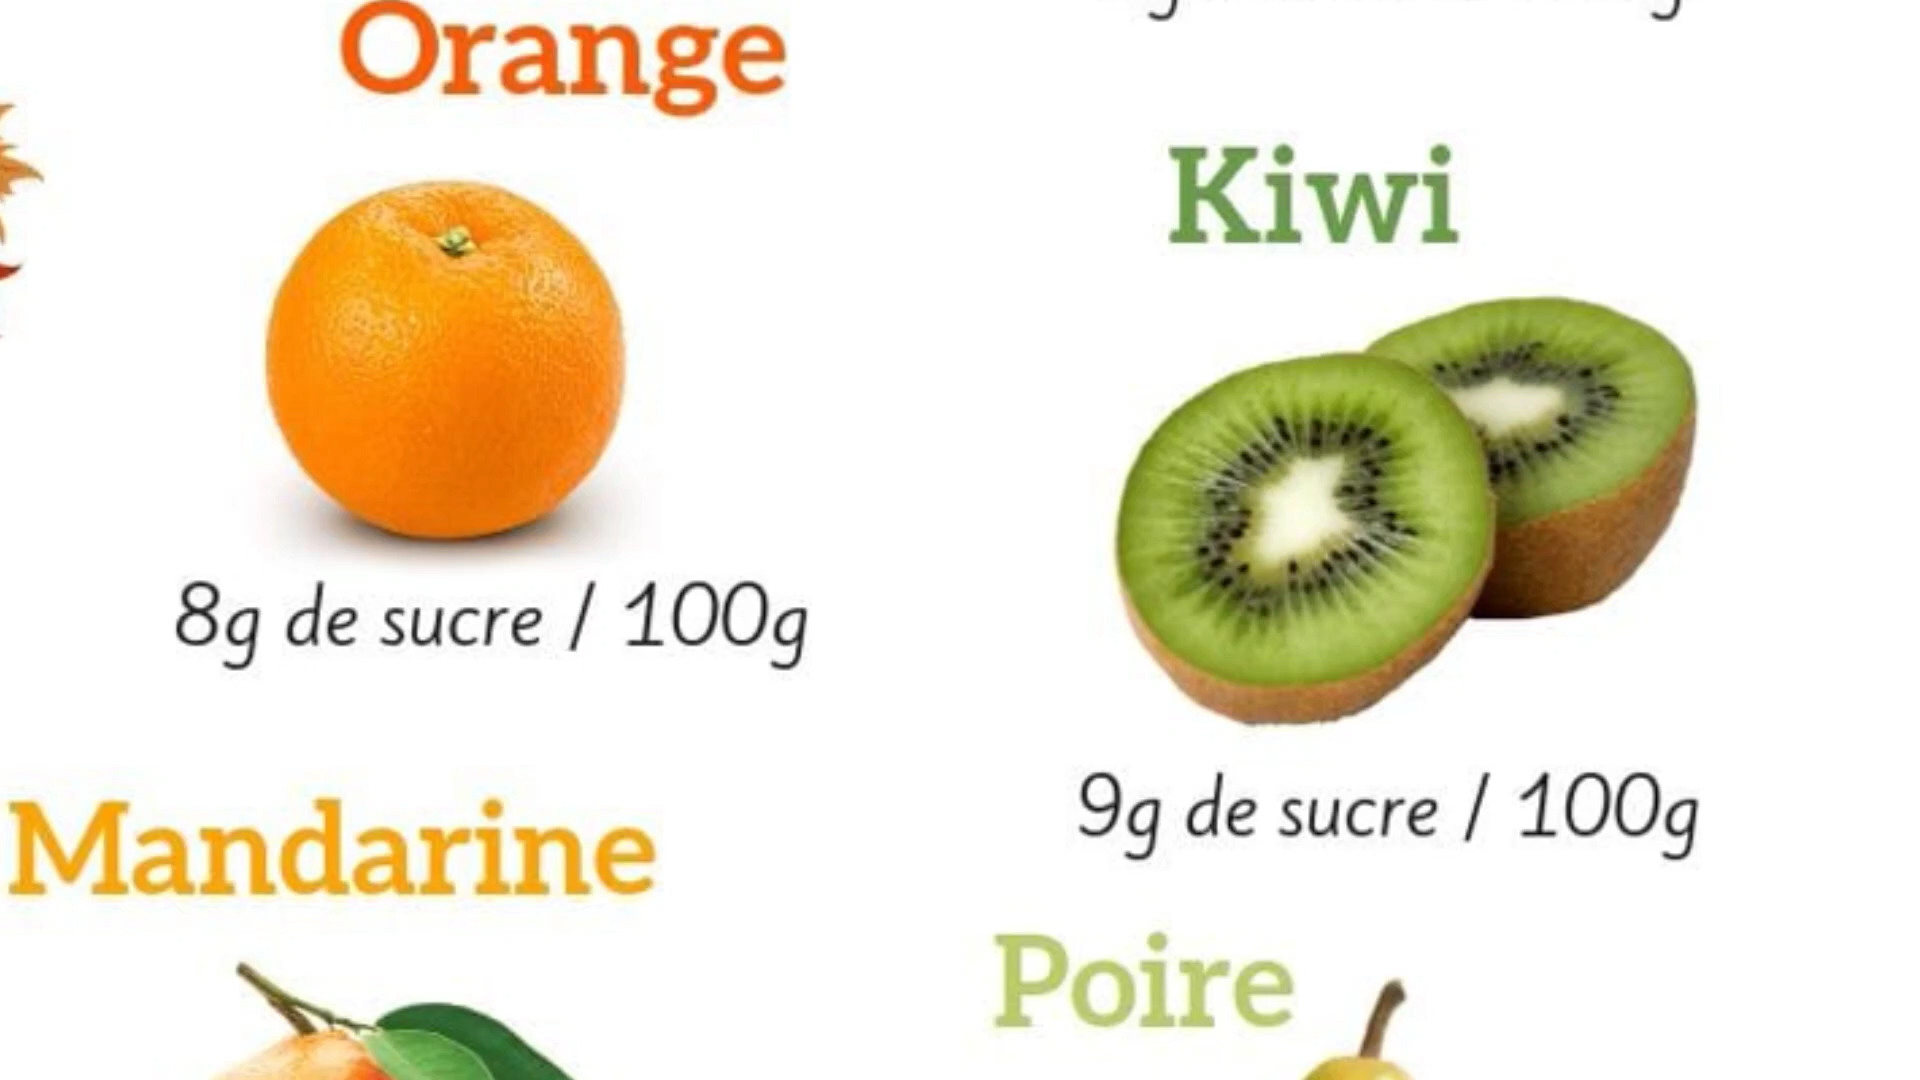 Orange
8g de sucre / 100g
Mandarine
Kiwi
9g de sucre / 100g
Poire